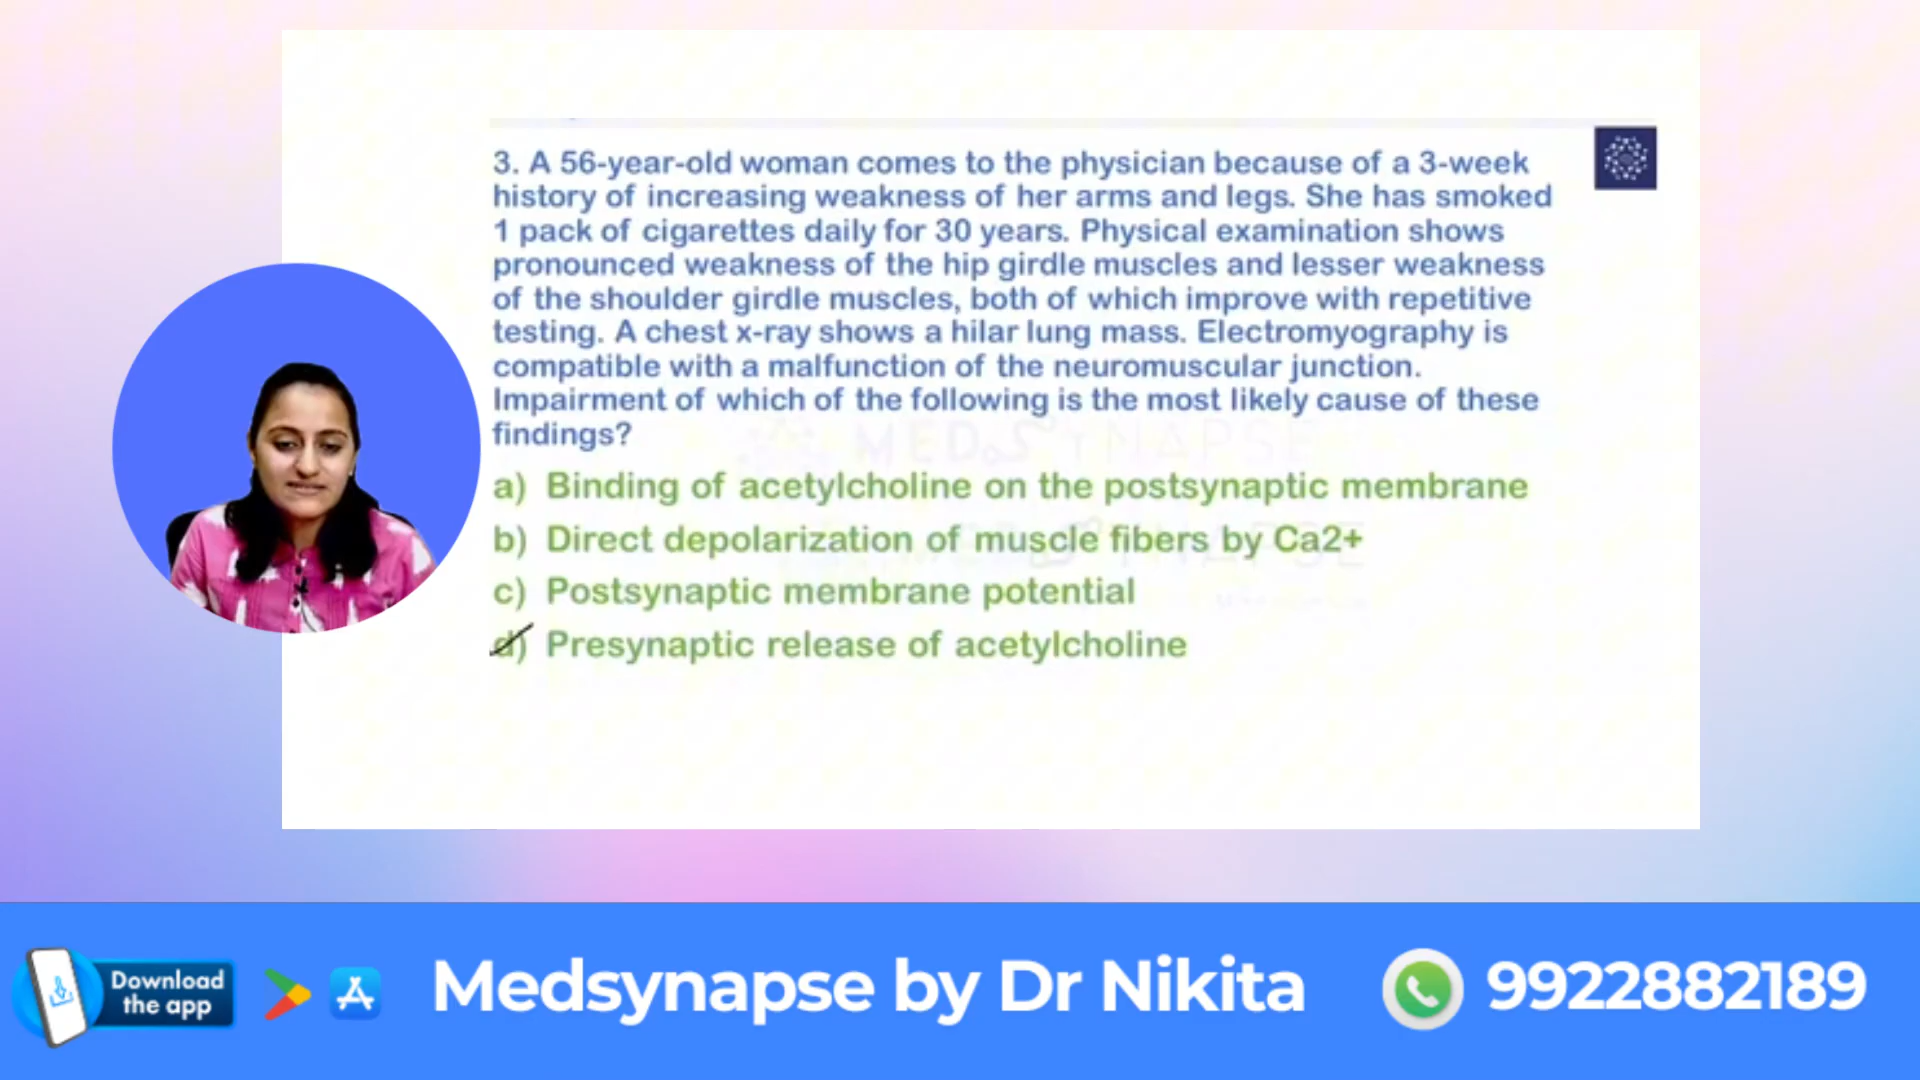 3. A 56-year-old woman comes to the physician because of a 3-week
history of increasing weakness of her arms and legs. She has smoked
1 pack of cigarettes daily for 30 years. Physical examination shows
pronounced weakness of the hip girdle muscles and lesser weakness
of the shoulder girdle muscles, both of which improve with repetitive
testing. A chest x-ray shows a hilar lung mass. Electromyography is
compatible with a malfunction of the neuromuscular junction.
Impairment of which of the following is the most likely cause of these
findings?
MEDSYNAPSE
a) Binding of acetylcholine on the postsynaptic membrane
b) Direct depolarization of muscle fibers by Ca2+
c) Postsynaptic membrane potential
d) Presynaptic release of acetylcholine
Download
the app
Medsynapse by Dr Nikita
9922882189